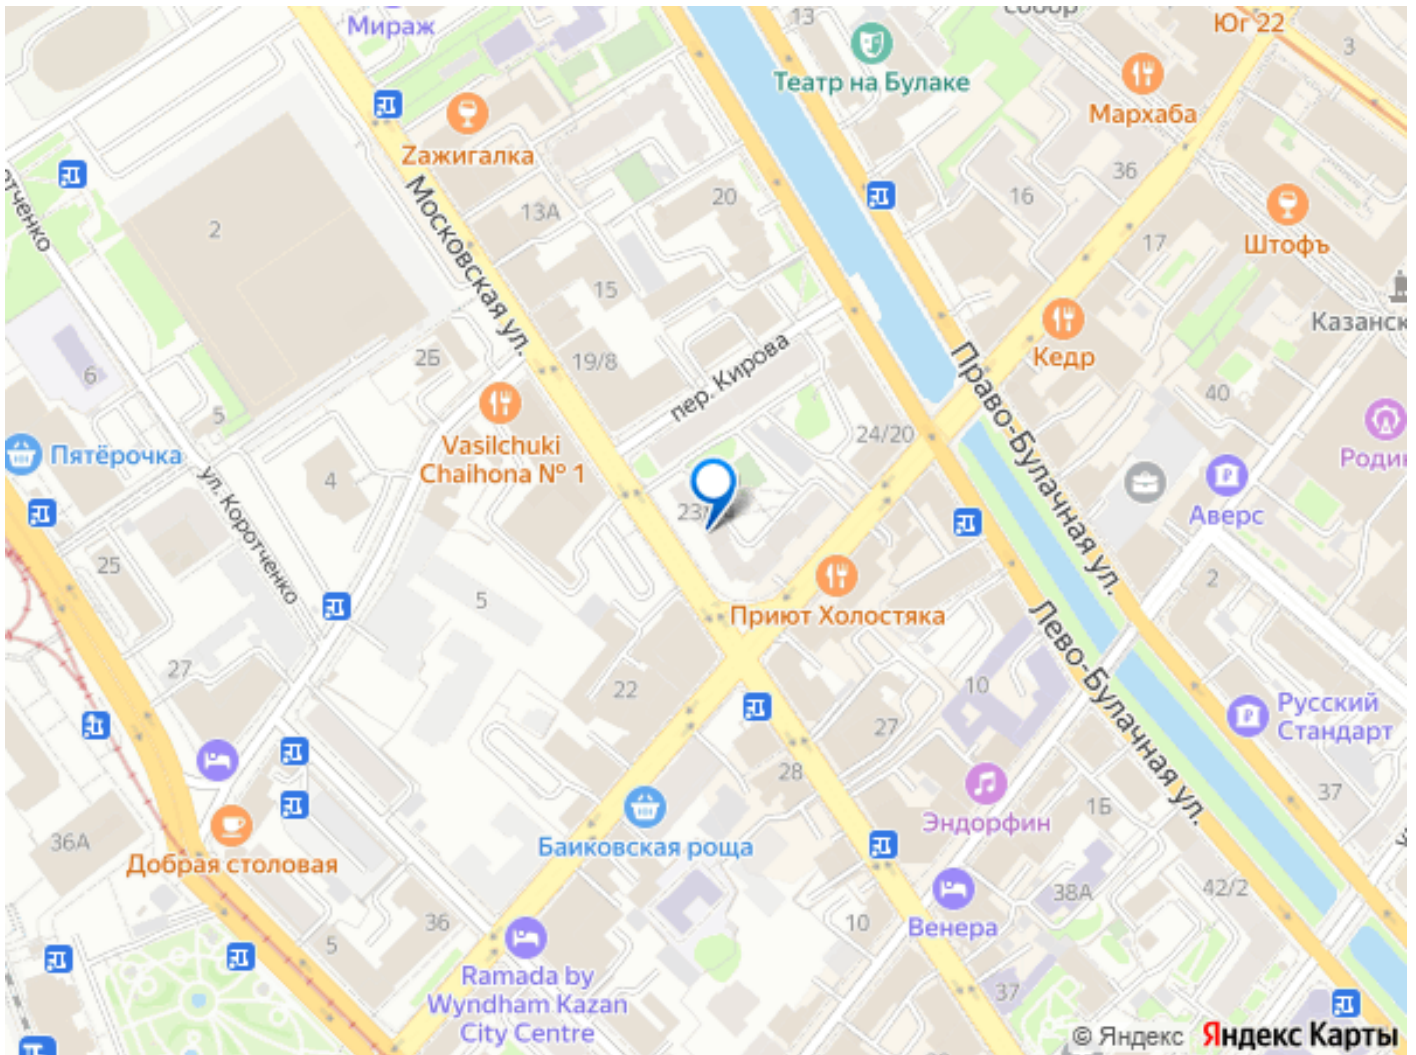 Мираж
13
Юг 22
3
Театр на Булаке
Мархаба
Zажигалка
36
16
20
13А
Штофъ
17
2
Московская ул.
15
Казанск
2Б
19/8
пер. Кирова
Кедр
Право-Булачная ул.
6
5
40
24/20
Vasilchuki
Chaihona N° 1
Пятёрочка
Роди
4
ул. Коротченко
23
Аверс
25
5
2
Приют Холостяка
Лево-Булачная ул.
27
22
10
27
Русский
Стандарт
28
37
1Б
Эндорфин
36А
Добрая столовая
Баиковская роща
38А
42/2
Венера
10
36
5
Ramada by
Wyndham Kazan
City Centre
37
© Яндекс Яндекс Карты